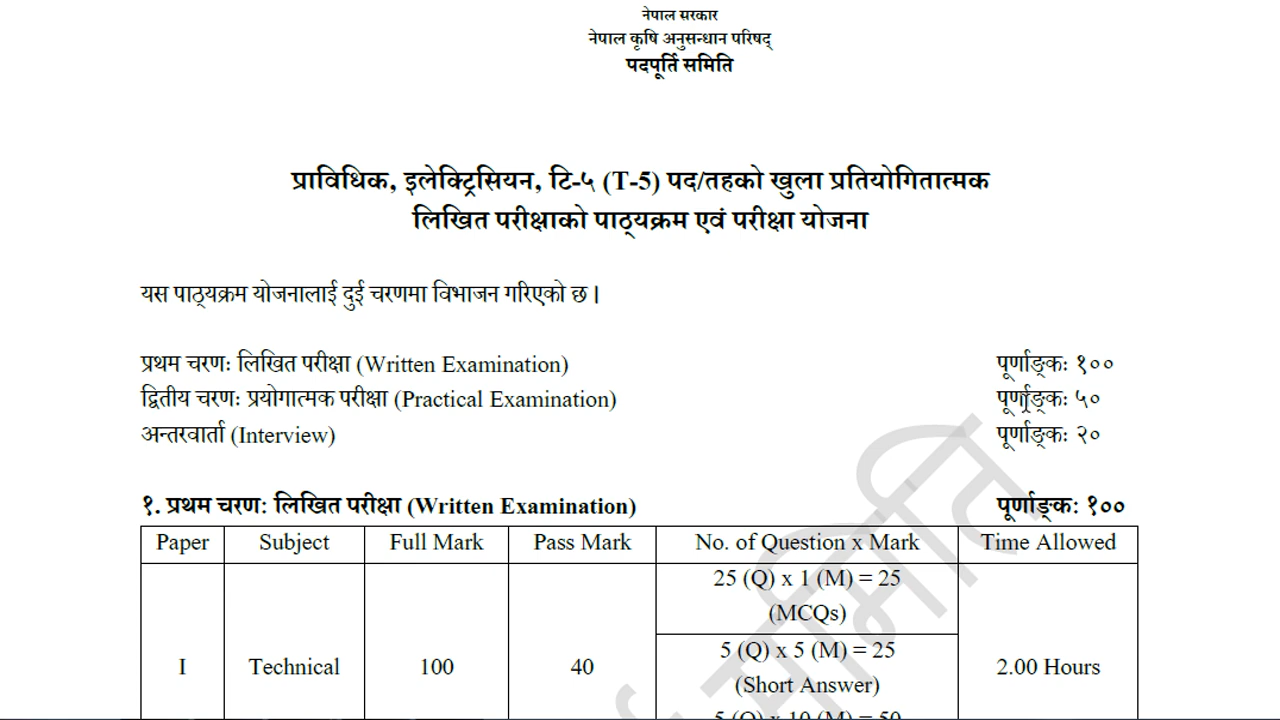 नेपाल सरकार
नेपाल कृषि अनुसन्धान परिषद्
पदपूर्ति समिति
प्राविधिक, इलेक्ट्रिसियन, टि-५ (T-5) पद/तहको खुला प्रतियोगितात्मक
लिखित परीक्षाको पाठ्यक्रम एवं परीक्षा योजना
यस पाठ्यक्रम योजनालाई दुई चरणमा विभाजन गरिएको छ।
प्रथम चरणः लिखित परीक्षा (Written Examination) पूर्णाङ्कः १००
द्वितीय चरणः प्रयोगात्मक परीक्षा (Practical Examination) पूर्णाङ्कः ५०
अन्तरवार्ता (Interview) पूर्णाङ्कः २०
१. प्रथम चरणः लिखित परीक्षा (Written Examination) पूर्णाङ्कः १००
Paper Subject Full Mark Pass Mark No. of Question x Mark Time Allowed
25 (Q) x 1 (M) = 25
(MCQs)
5 (Q) x 5 (M) = 25
I Technical 100 40 2.00 Hours
(Short Answer)
5 (Q) x 10 (M) = 50
समिति